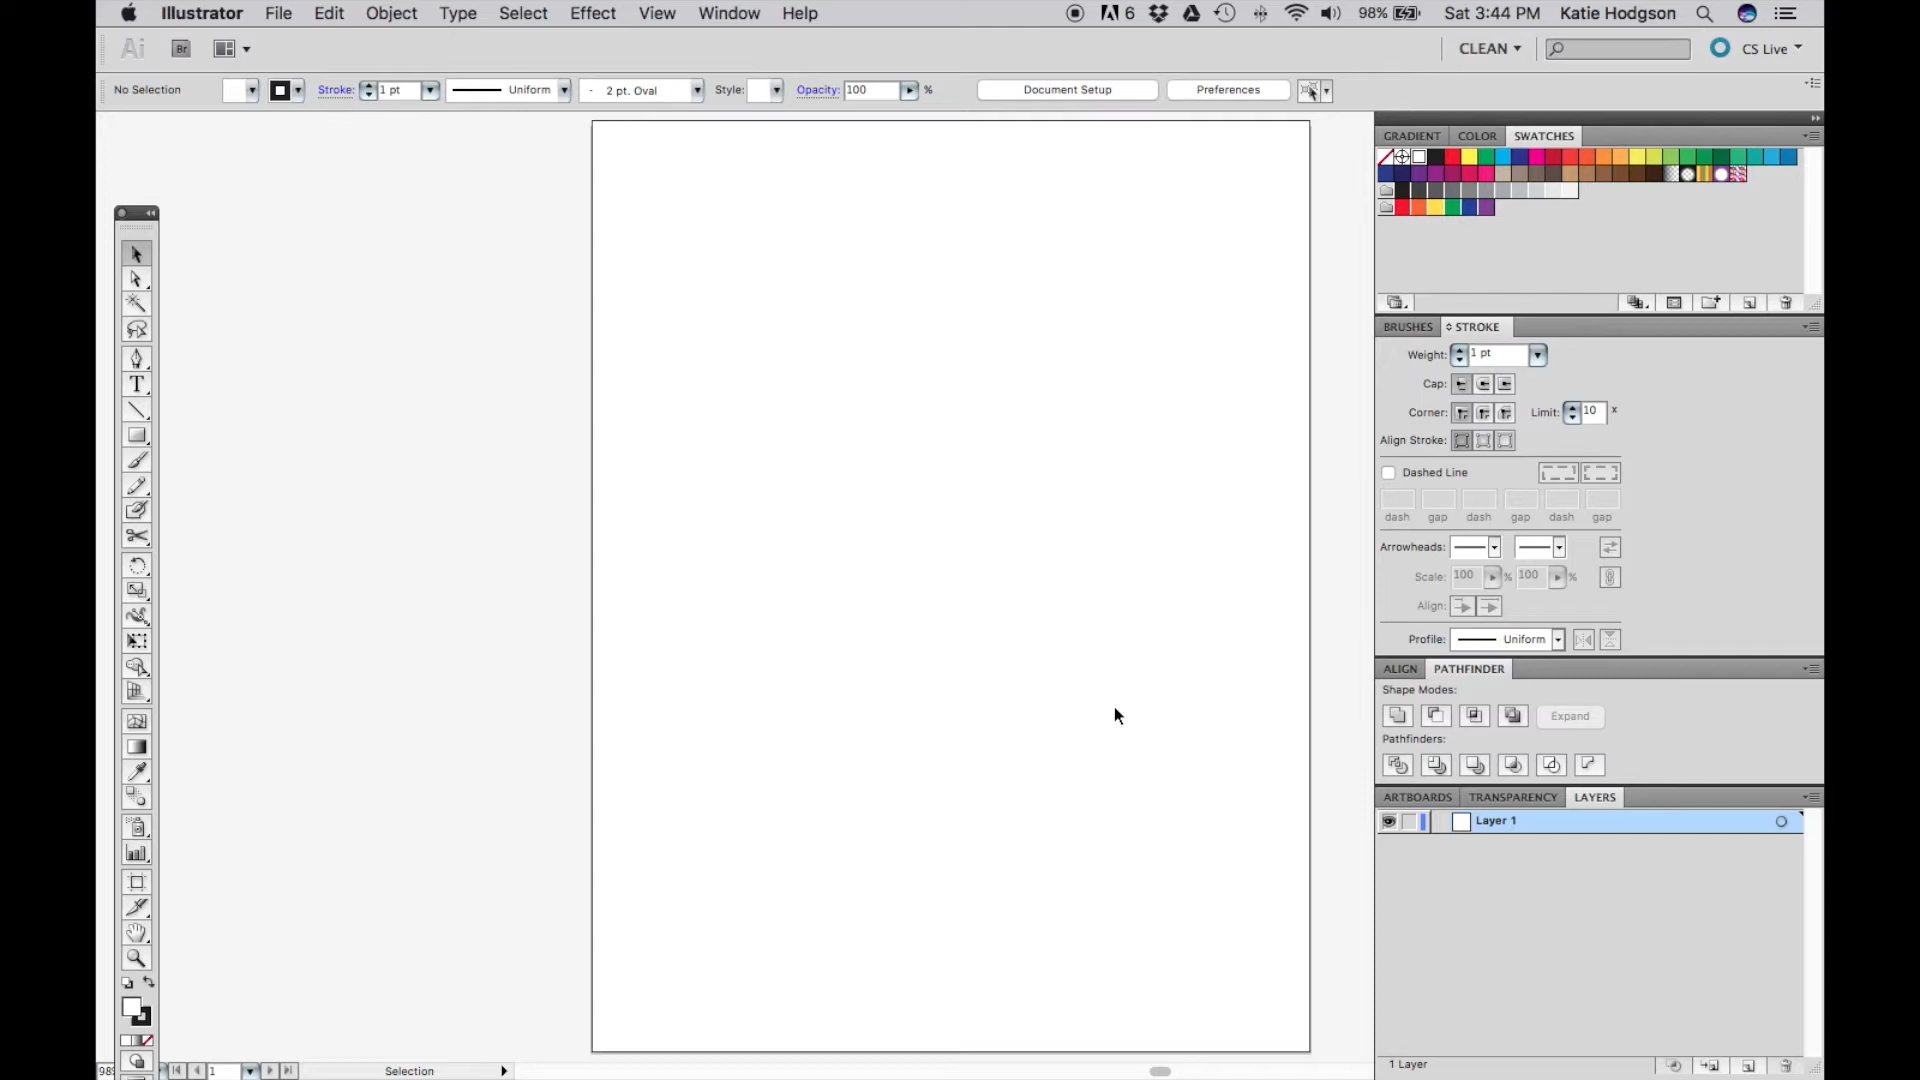 Illustrator File Edit Object Type Select Effect View Window Help 6 98% Sat 3:44 PM Katie Hodgson
Ai Br CLEAN CS Live
No Selection Stroke: 1 pt Uniform - 2 pt. Oval Style: Opacity: 100 % Document Setup Preferences
GRADIENT COLOR SWATCHES
BRUSHES STROKE
Weight: 1 pt
Cap:
Corner: Limit: 10 x
Align Stroke:
Dashed Line
dash gap dash gap dash gap
Arrowheads:
Scale: 100 % 100 %
Align:
Profile: Uniform
ALIGN PATHFINDER
Shape Modes:
Expand
Pathfinders:
ARTBOARDS TRANSPARENCY LAYERS
Layer 1
1 Layer
1 Selection